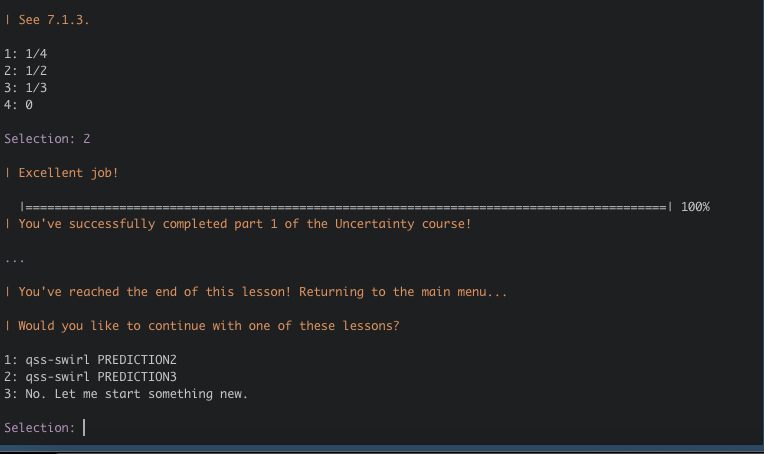 | See 7.1.3.
1: 1/4
2: 1/2
3: 1/3
4: 0
Selection: 2
| Excellent job!
|=========================================================================================| 100%
| You've successfully completed part 1 of the Uncertainty course!
...
| You've reached the end of this lesson! Returning to the main menu...
| Would you like to continue with one of these lessons?
1: qss-swirl PREDICTION2
2: qss-swirl PREDICTION3
3: No. Let me start something new.
Selection: